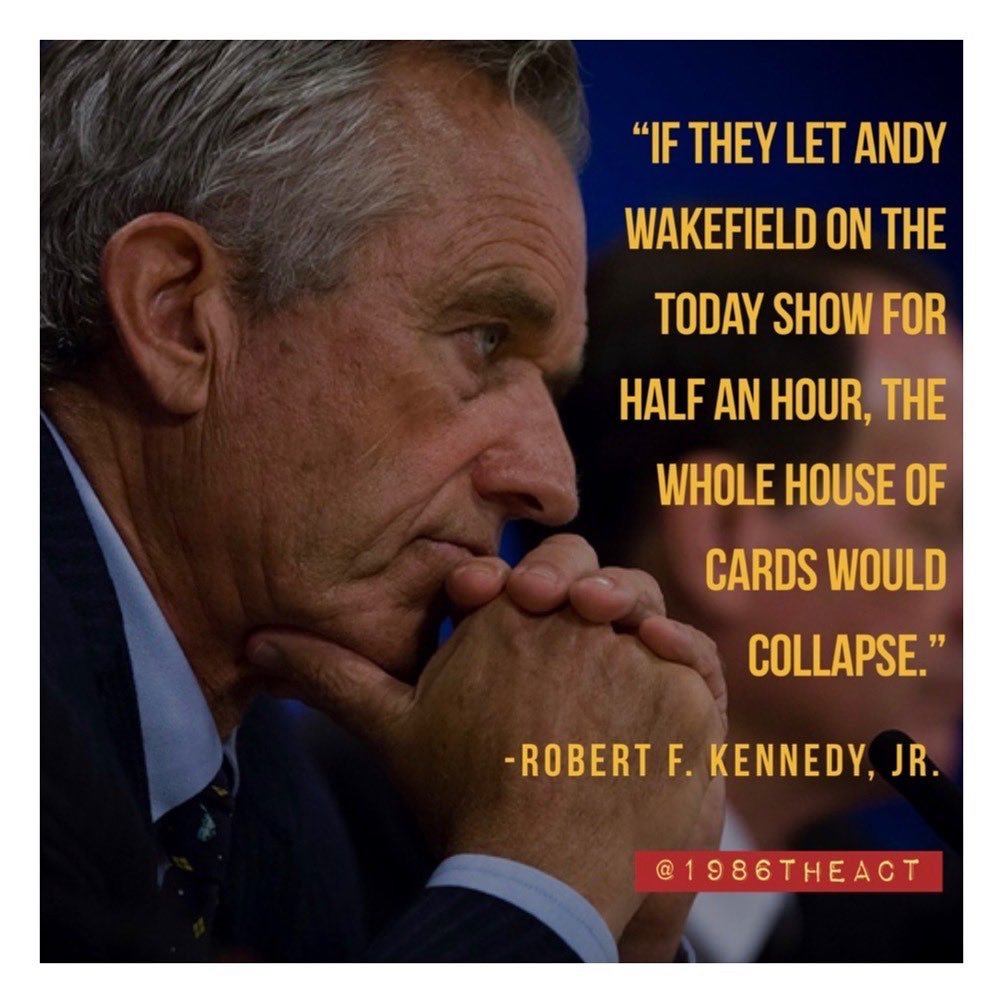 “IF THEY LET ANDY
WAKEFIELD ON THE
TODAY SHOW FOR
HALF AN HOUR, THE
WHOLE HOUSE OF
CARDS WOULD
COLLAPSE.”
-ROBERT F. KENNEDY, JR.
@1986THEACT